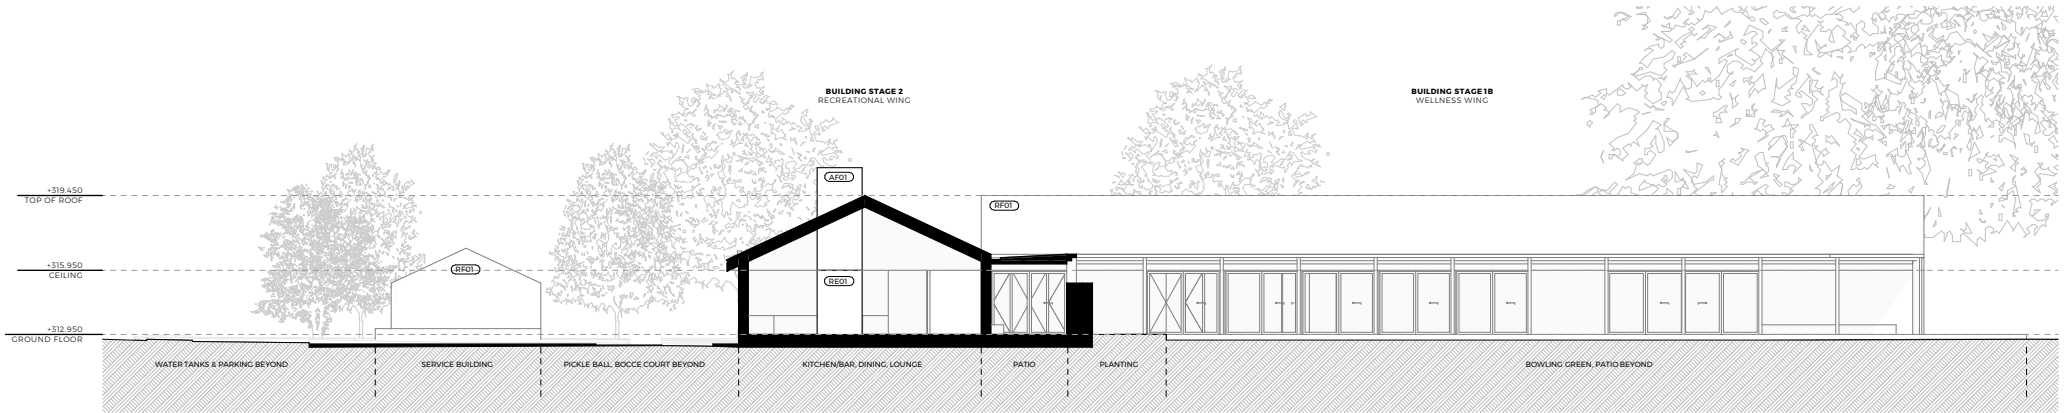 BUILDING STAGE 2
RECREATIONAL WING
BUILDING STAGE 1B
WELLNESS WING
AF01
+319.450
TOP OF ROOF
RF01
+315.950
CEILING
RF01
RE01
+312.950
GROUND FLOOR
WATER TANKS & PARKING BEYOND
SERVICE BUILDING
PICKLE BALL, BOCCE COURT BEYOND
KITCHEN/BAR, DINING, LOUNGE
PATIO
PLANTING
BOWLING GREEN, PATIO BEYOND